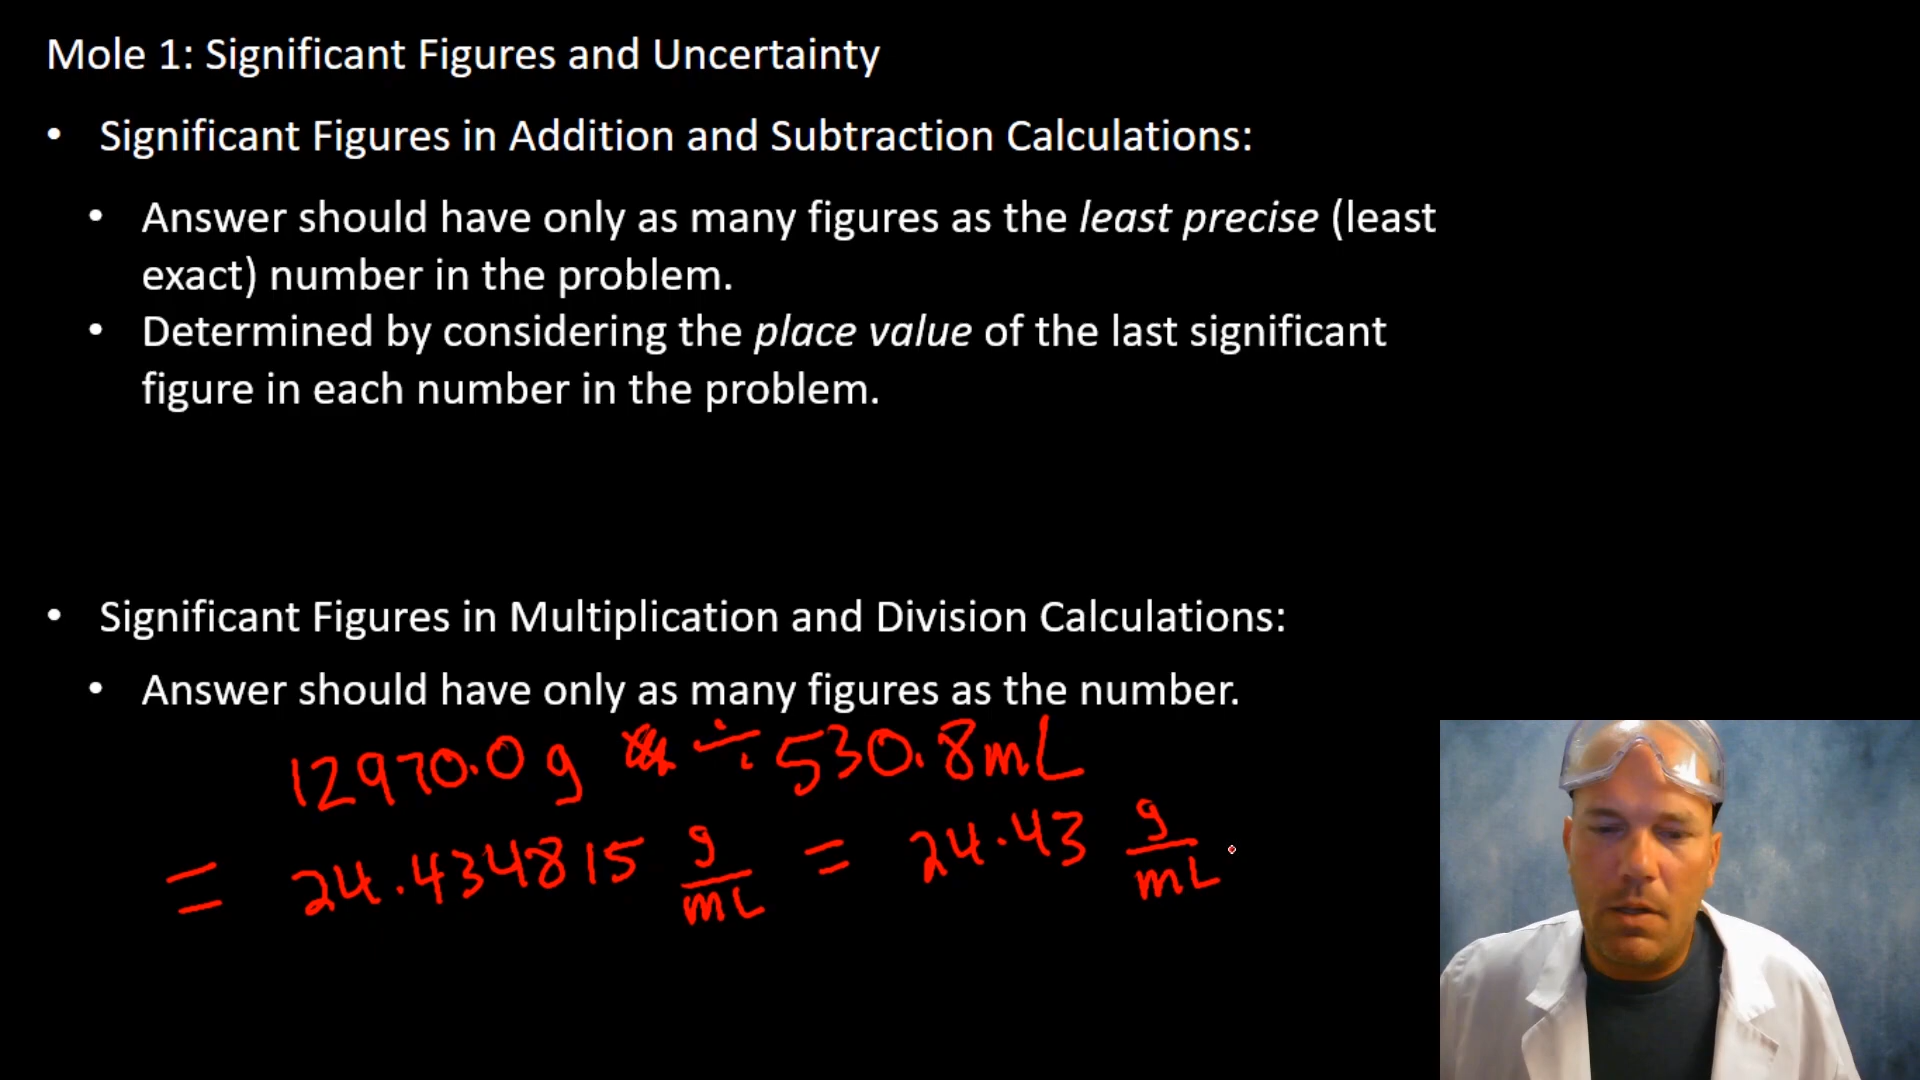 Mole 1: Significant Figures and Uncertainty
• Significant Figures in Addition and Subtraction Calculations:
• Answer should have only as many figures as the least precise (least
exact) number in the problem.
• Determined by considering the place value of the last significant
figure in each number in the problem.
• Significant Figures in Multiplication and Division Calculations:
• Answer should have only as many figures as the number.
12970.0 g ÷ 530.8 mL
= 24.434815 g/mL = 24.43 g/mL